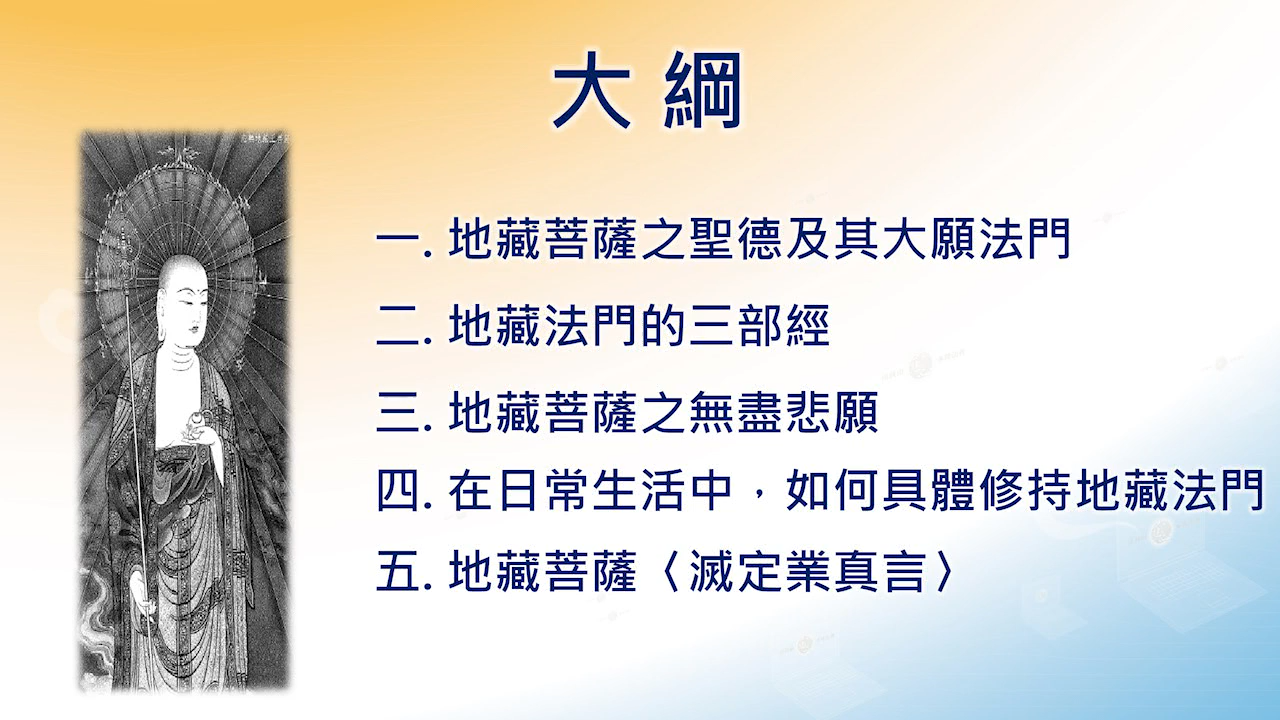 大綱
一. 地藏菩薩之聖德及其大願法門
二. 地藏法門的三部經
三. 地藏菩薩之無盡悲願
四. 在日常生活中，如何具體修持地藏法門
五. 地藏菩薩〈滅定業真言〉